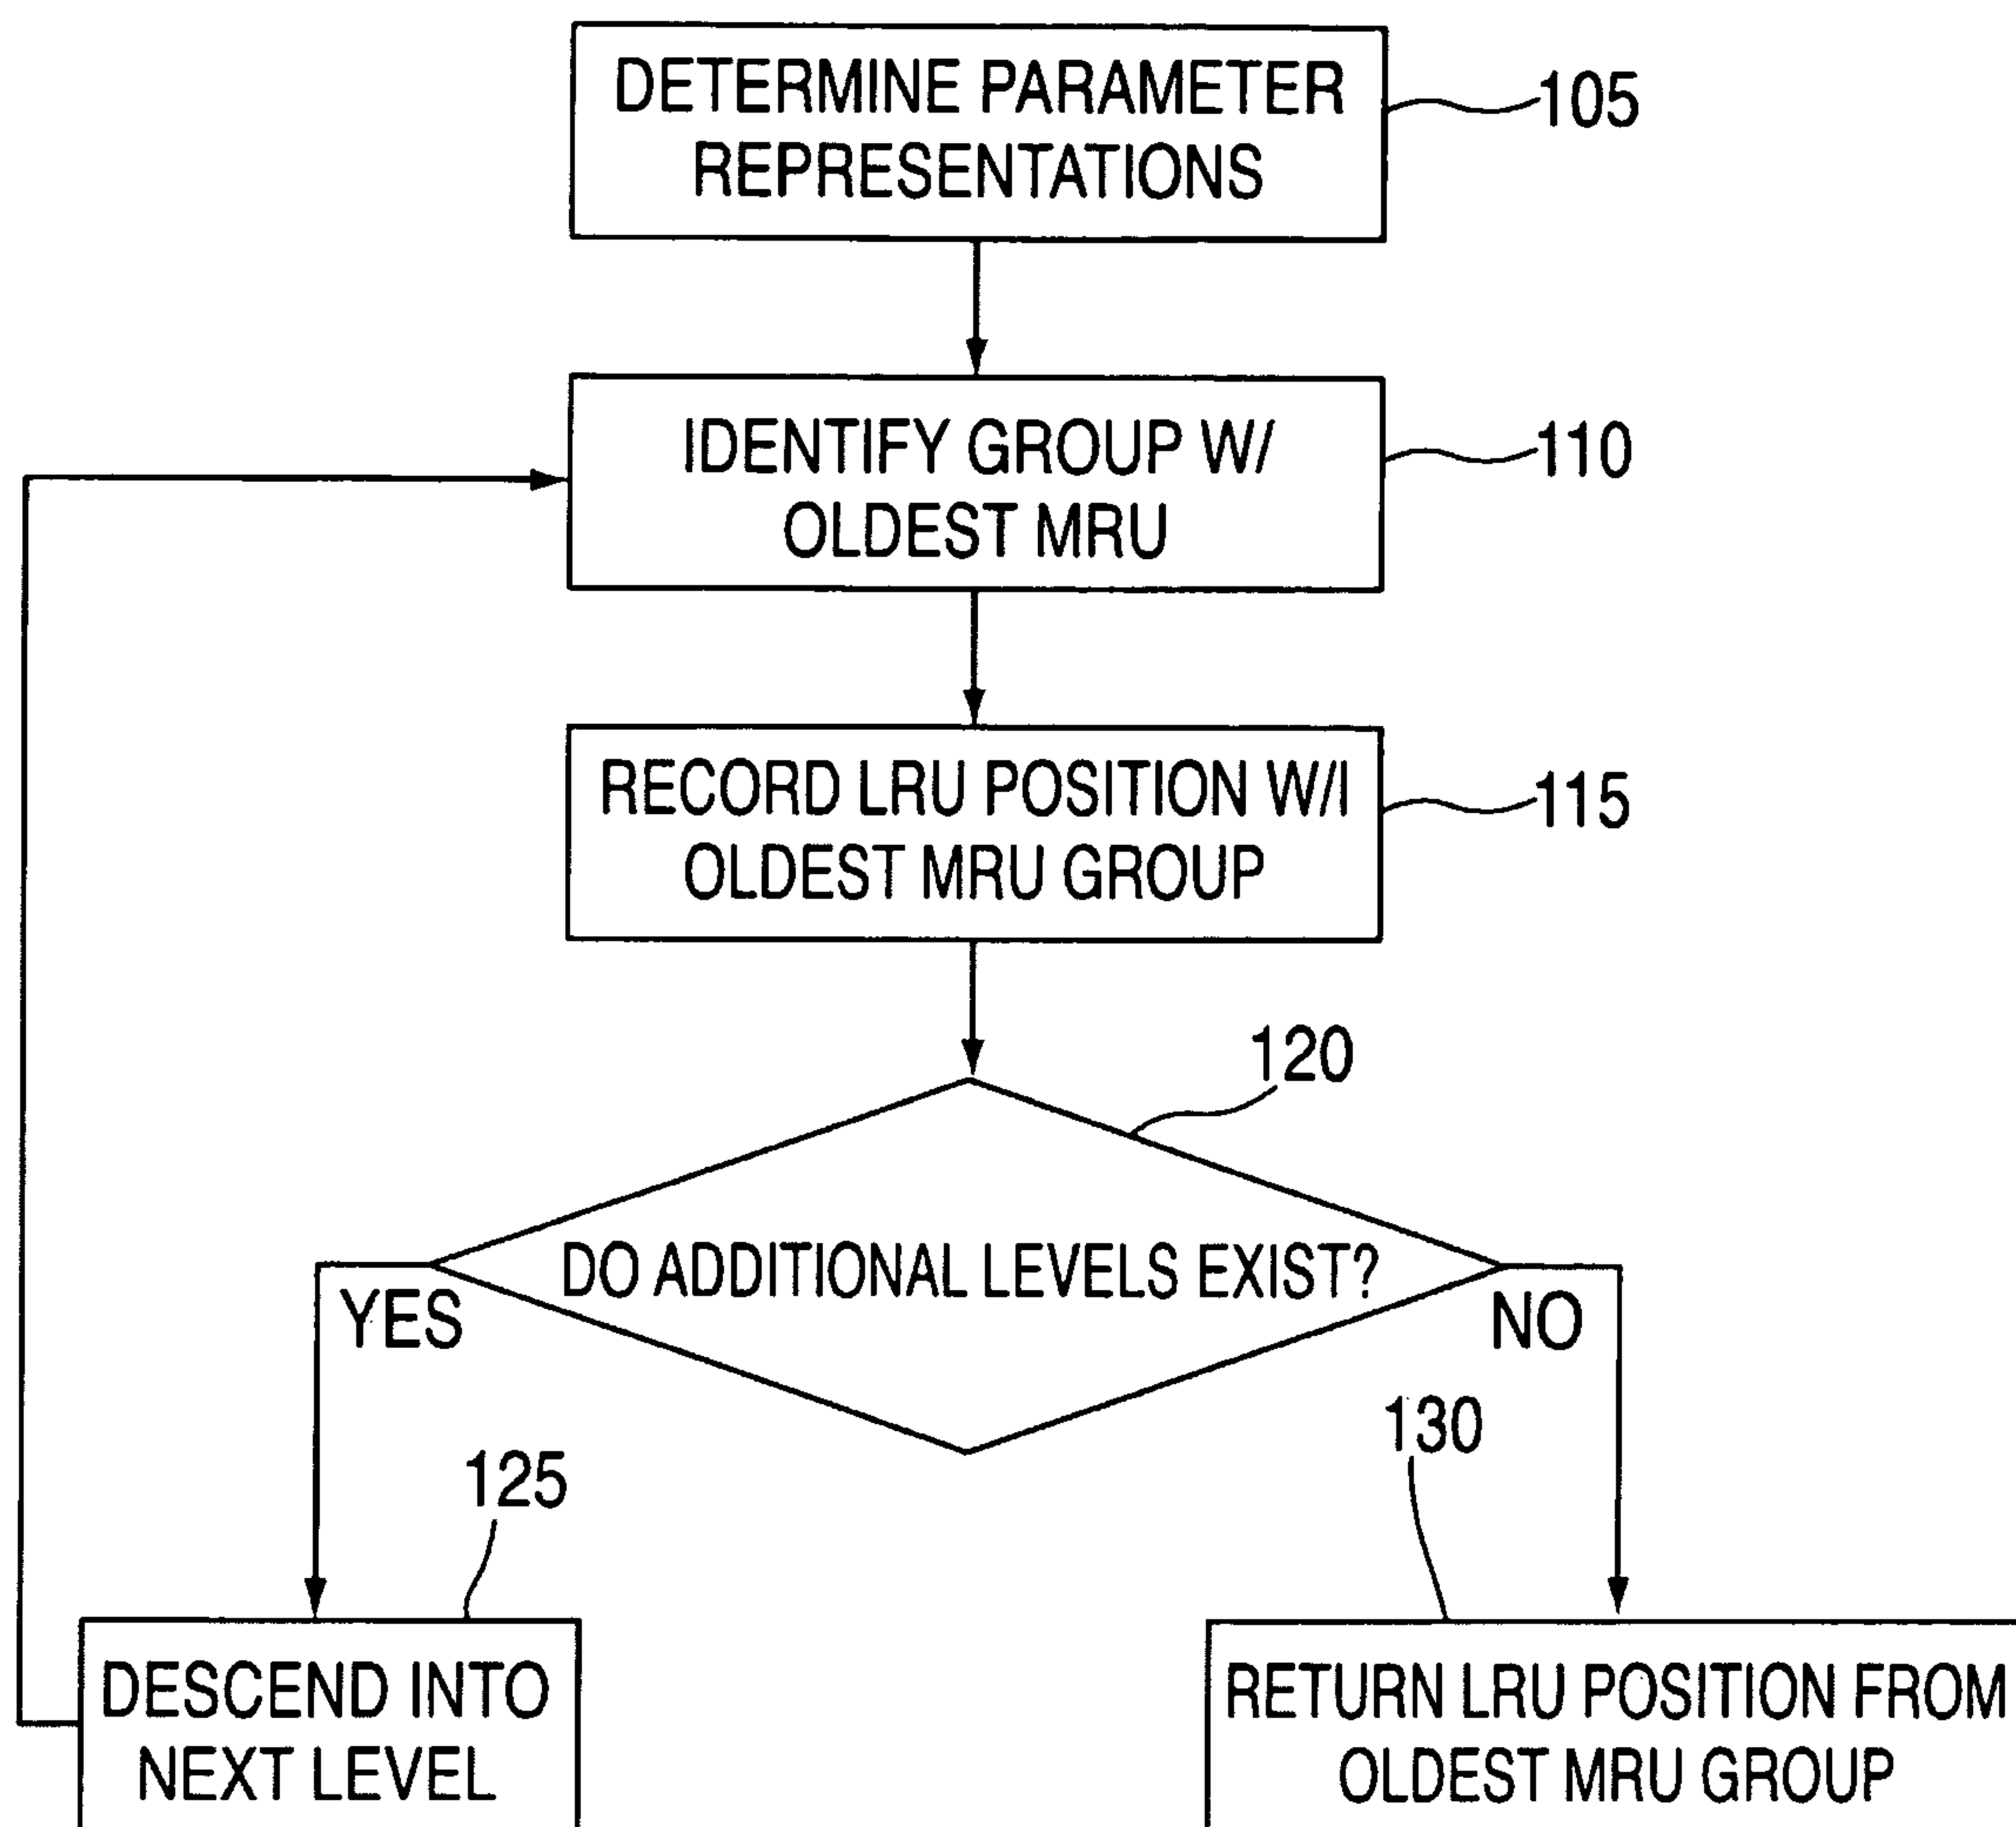 DETERMINE PARAMETER
REPRESENTATIONS
105
IDENTIFY GROUP W/
OLDEST MRU
110
RECORD LRU POSITION W/I
OLDEST MRU GROUP
115
120
DO ADDITIONAL LEVELS EXIST?
YES
NO
125
130
DESCEND INTO
NEXT LEVEL
RETURN LRU POSITION FROM
OLDEST MRU GROUP